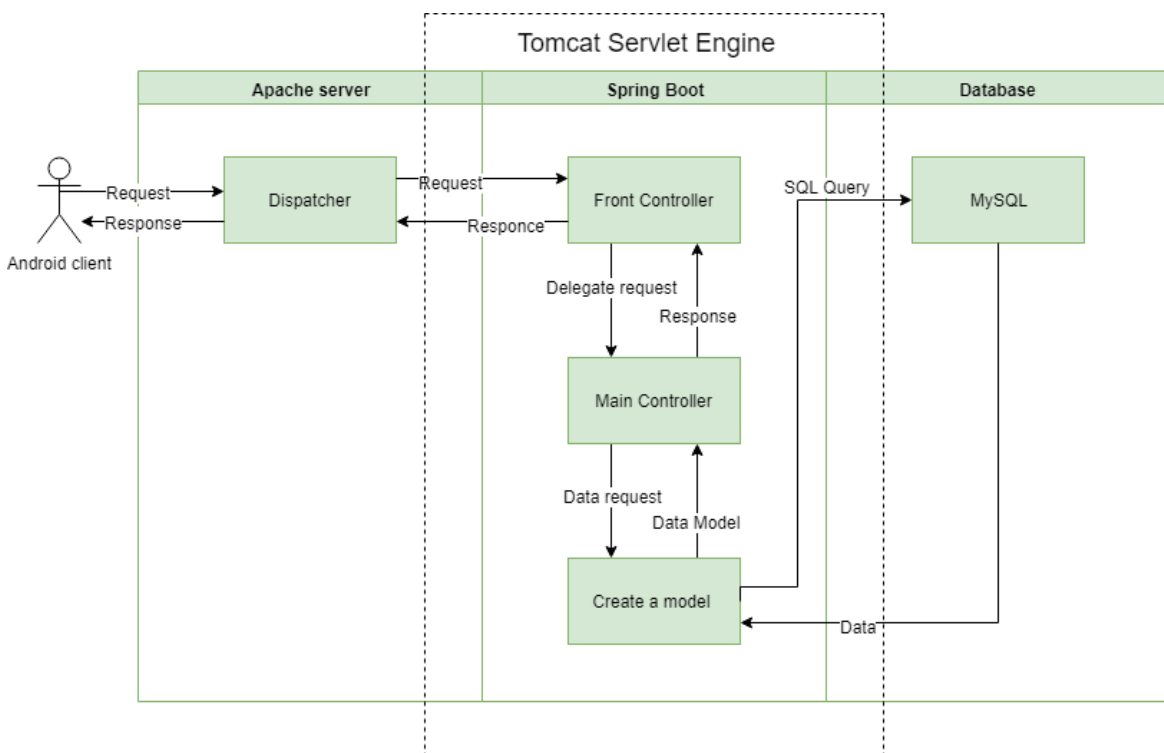 Tomcat Servlet Engine
Apache server
Spring Boot
Database
Request
Response
Android client
Dispatcher
Request
Responce
Front Controller
SQL Query
MySQL
Delegate request
Response
Main Controller
Data request
Data Model
Create a model
Data